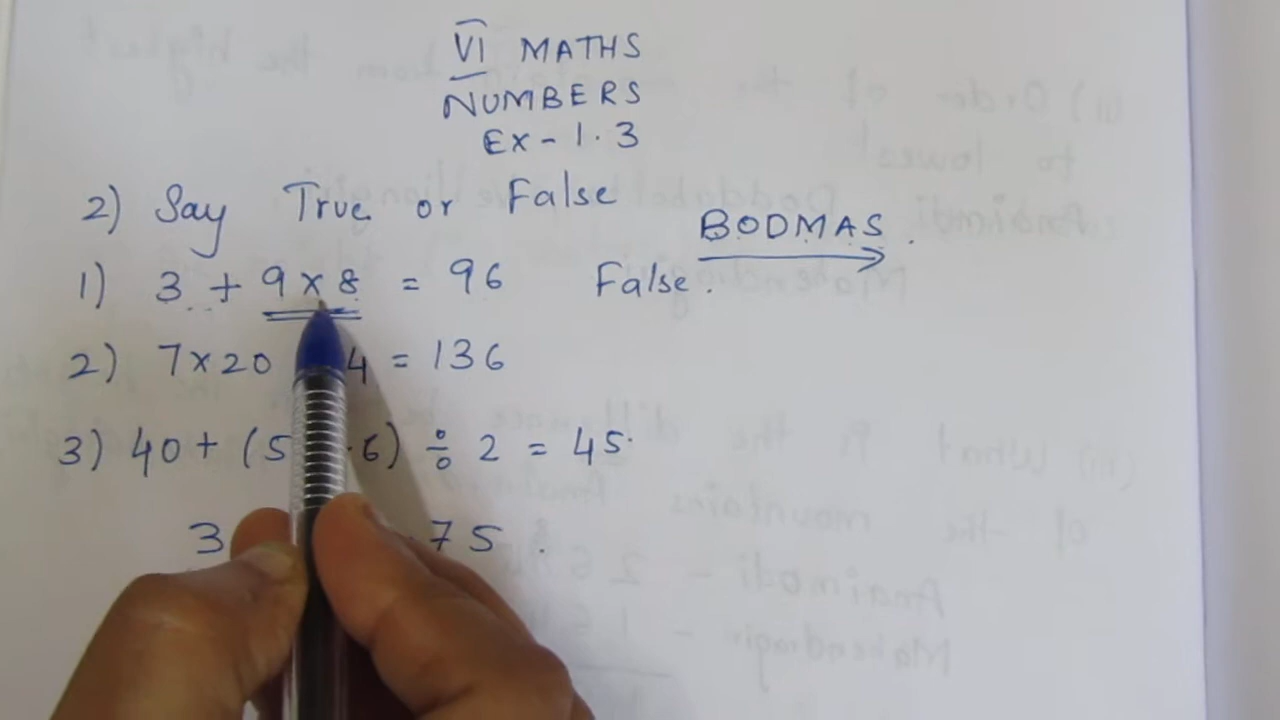 VI MATHS
NUMBERS
Ex - 1.3
2) Say True or False
BODMAS.
1) 3 + 9 x 8 = 96 False.
2) 7 x 20 4 = 136
3) 40 + (5 6) ÷ 2 = 45.
3 75.